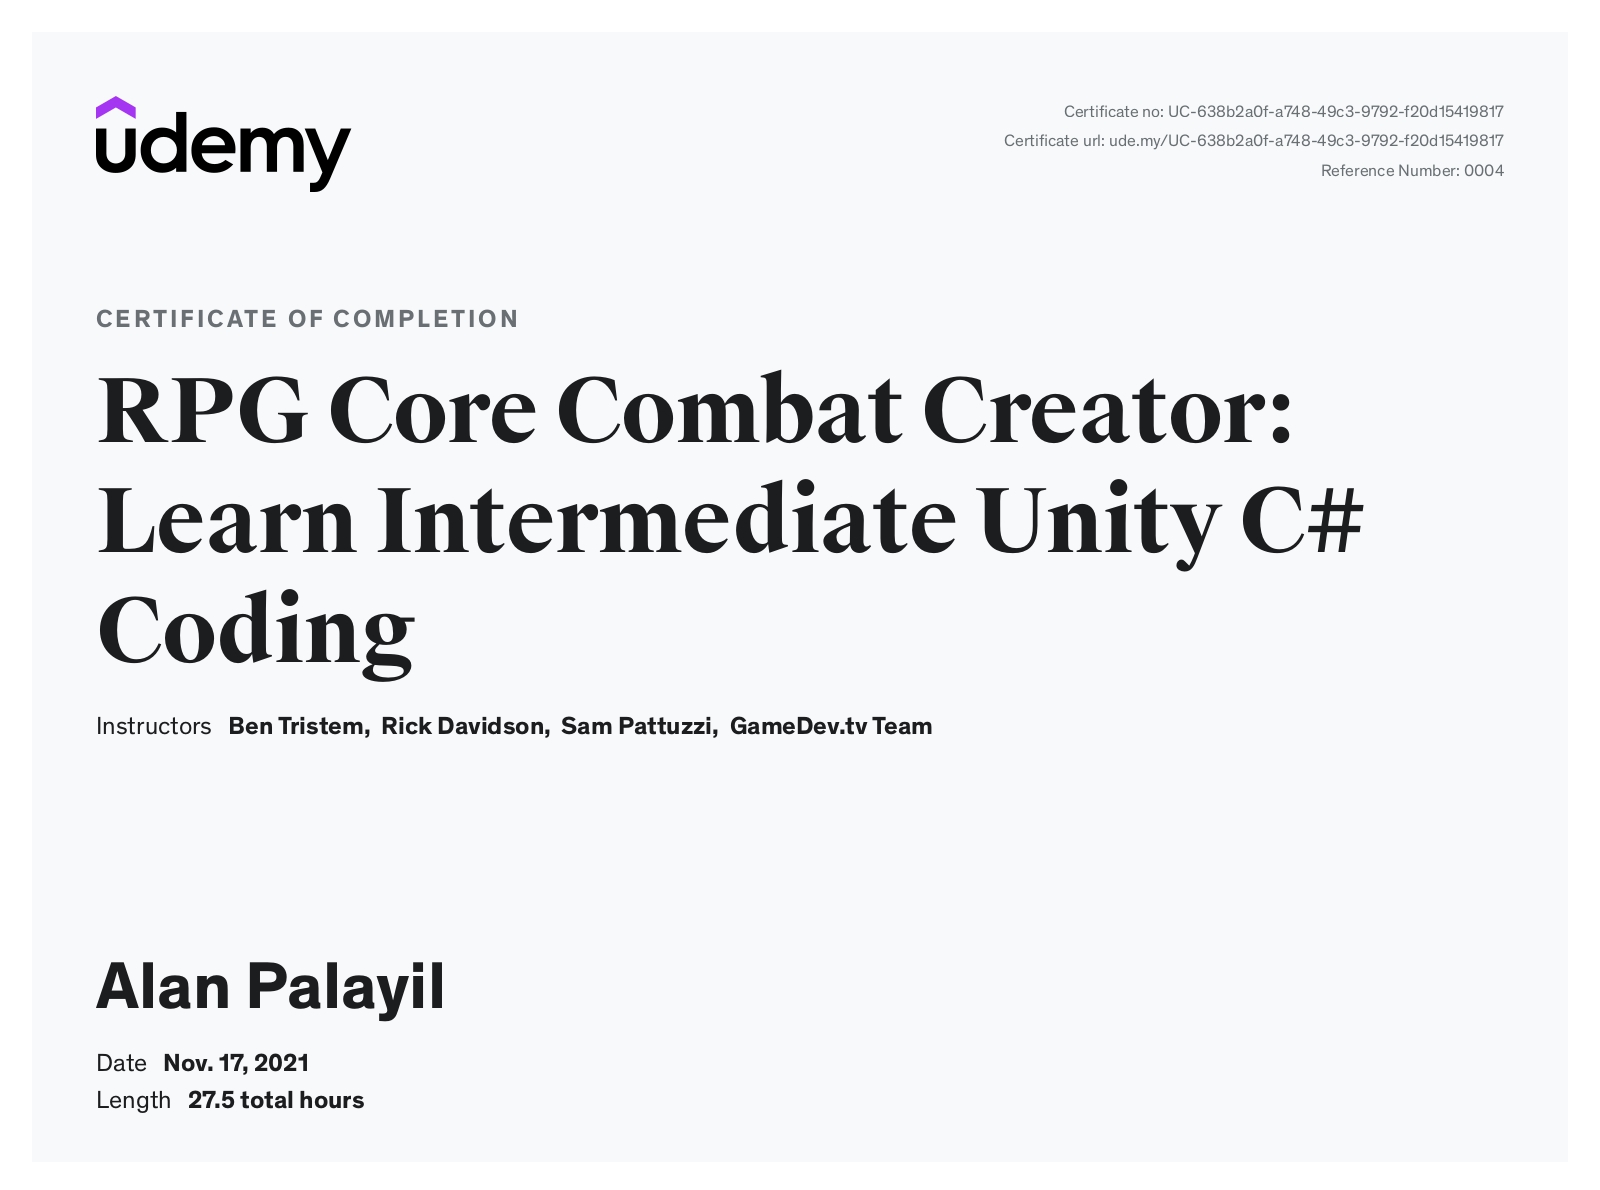 udemy
Certificate no: UC-638b2a0f-a748-49c3-9792-f20d15419817
Certificate url: ude.my/UC-638b2a0f-a748-49c3-9792-f20d15419817
Reference Number: 0004
CERTIFICATE OF COMPLETION
RPG Core Combat Creator:
Learn Intermediate Unity C#
Coding
Instructors Ben Tristem, Rick Davidson, Sam Pattuzzi, GameDev.tv Team
Alan Palayil
Date Nov. 17, 2021
Length 27.5 total hours